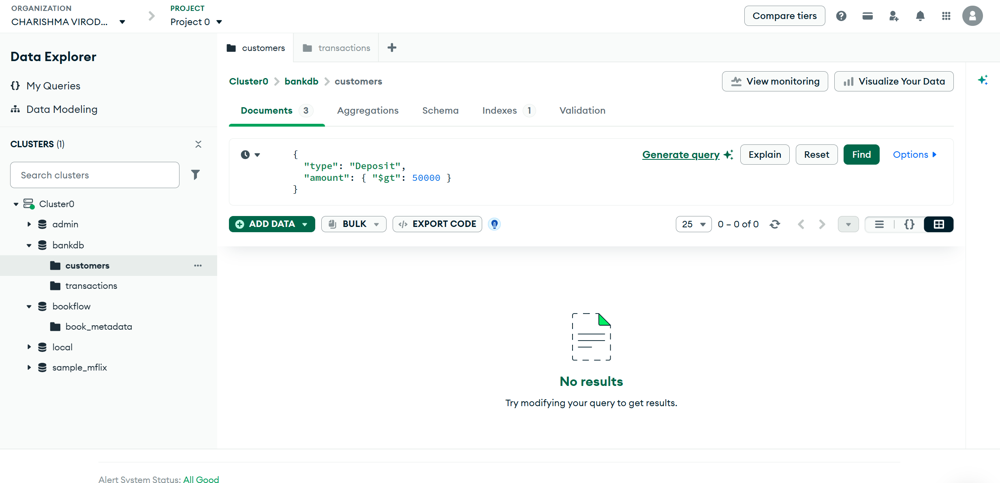 ORGANIZATION
CHARISHMA VIROD...
PROJECT
Project 0
Compare tiers
Data Explorer
My Queries
Data Modeling
CLUSTERS (1)
Search clusters
Cluster0
admin
bankdb
customers
transactions
bookflow
book_metadata
local
sample_mflix
customers
transactions
Cluster0 bankdb customers
View monitoring
Visualize Your Data
Documents 3
Aggregations
Schema
Indexes 1
Validation
{
"type": "Deposit",
"amount": { "$gt": 50000 }
}
Generate query
Explain
Reset
Find
Options
ADD DATA
BULK
EXPORT CODE
25
0 – 0 of 0
No results
Try modifying your query to get results.
Alert System Status: All Good